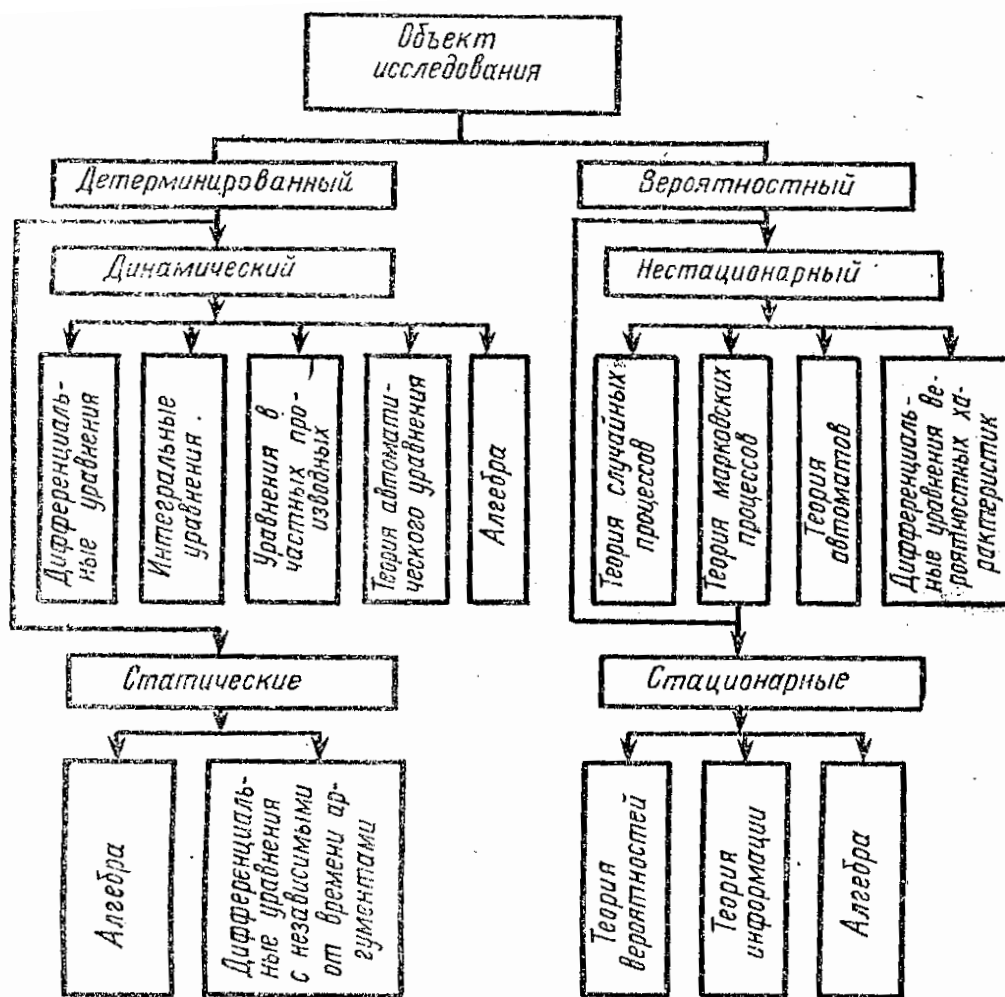 Объект
исследования
Детерминированный
Вероятностный
Динамический
Нестационарный
Дифференциаль-
ные уравнения
Интегральные
уравнения.
Уравнения в
частных про-
изводных
Теория автомати-
ческого уравнения
Алгебра
Теория случайных
процессов
Теория марковских
процессов
Теория
автоматов
Дифференциаль-
ные уравнения ве-
роятностных ха-
рактеристик
Статические
Стационарные
Алгебра
Дифференциаль-
ные уравнения
с независимыми
от времени ар-
гументами
Теория
вероятностей
Теория
информации
Алгебра